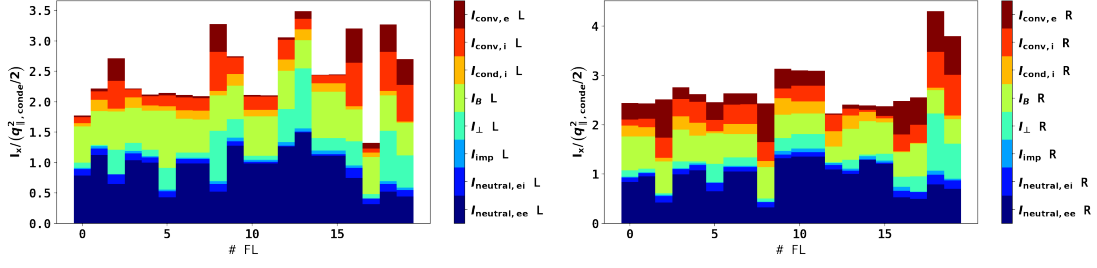 I_x/(q²_∥,conde/2)
3.5
3.0
2.5
2.0
1.5
1.0
0.5
0.0
0 5 10 15
# FL
I_conv,e L
I_conv,i L
I_cond,i L
I_B L
I_⊥ L
I_imp L
I_neutral,ei L
I_neutral,ee L
I_x/(q²_∥,conde/2)
4
3
2
1
0
0 5 10 15
# FL
I_conv,e R
I_conv,i R
I_cond,i R
I_B R
I_⊥ R
I_imp R
I_neutral,ei R
I_neutral,ee R